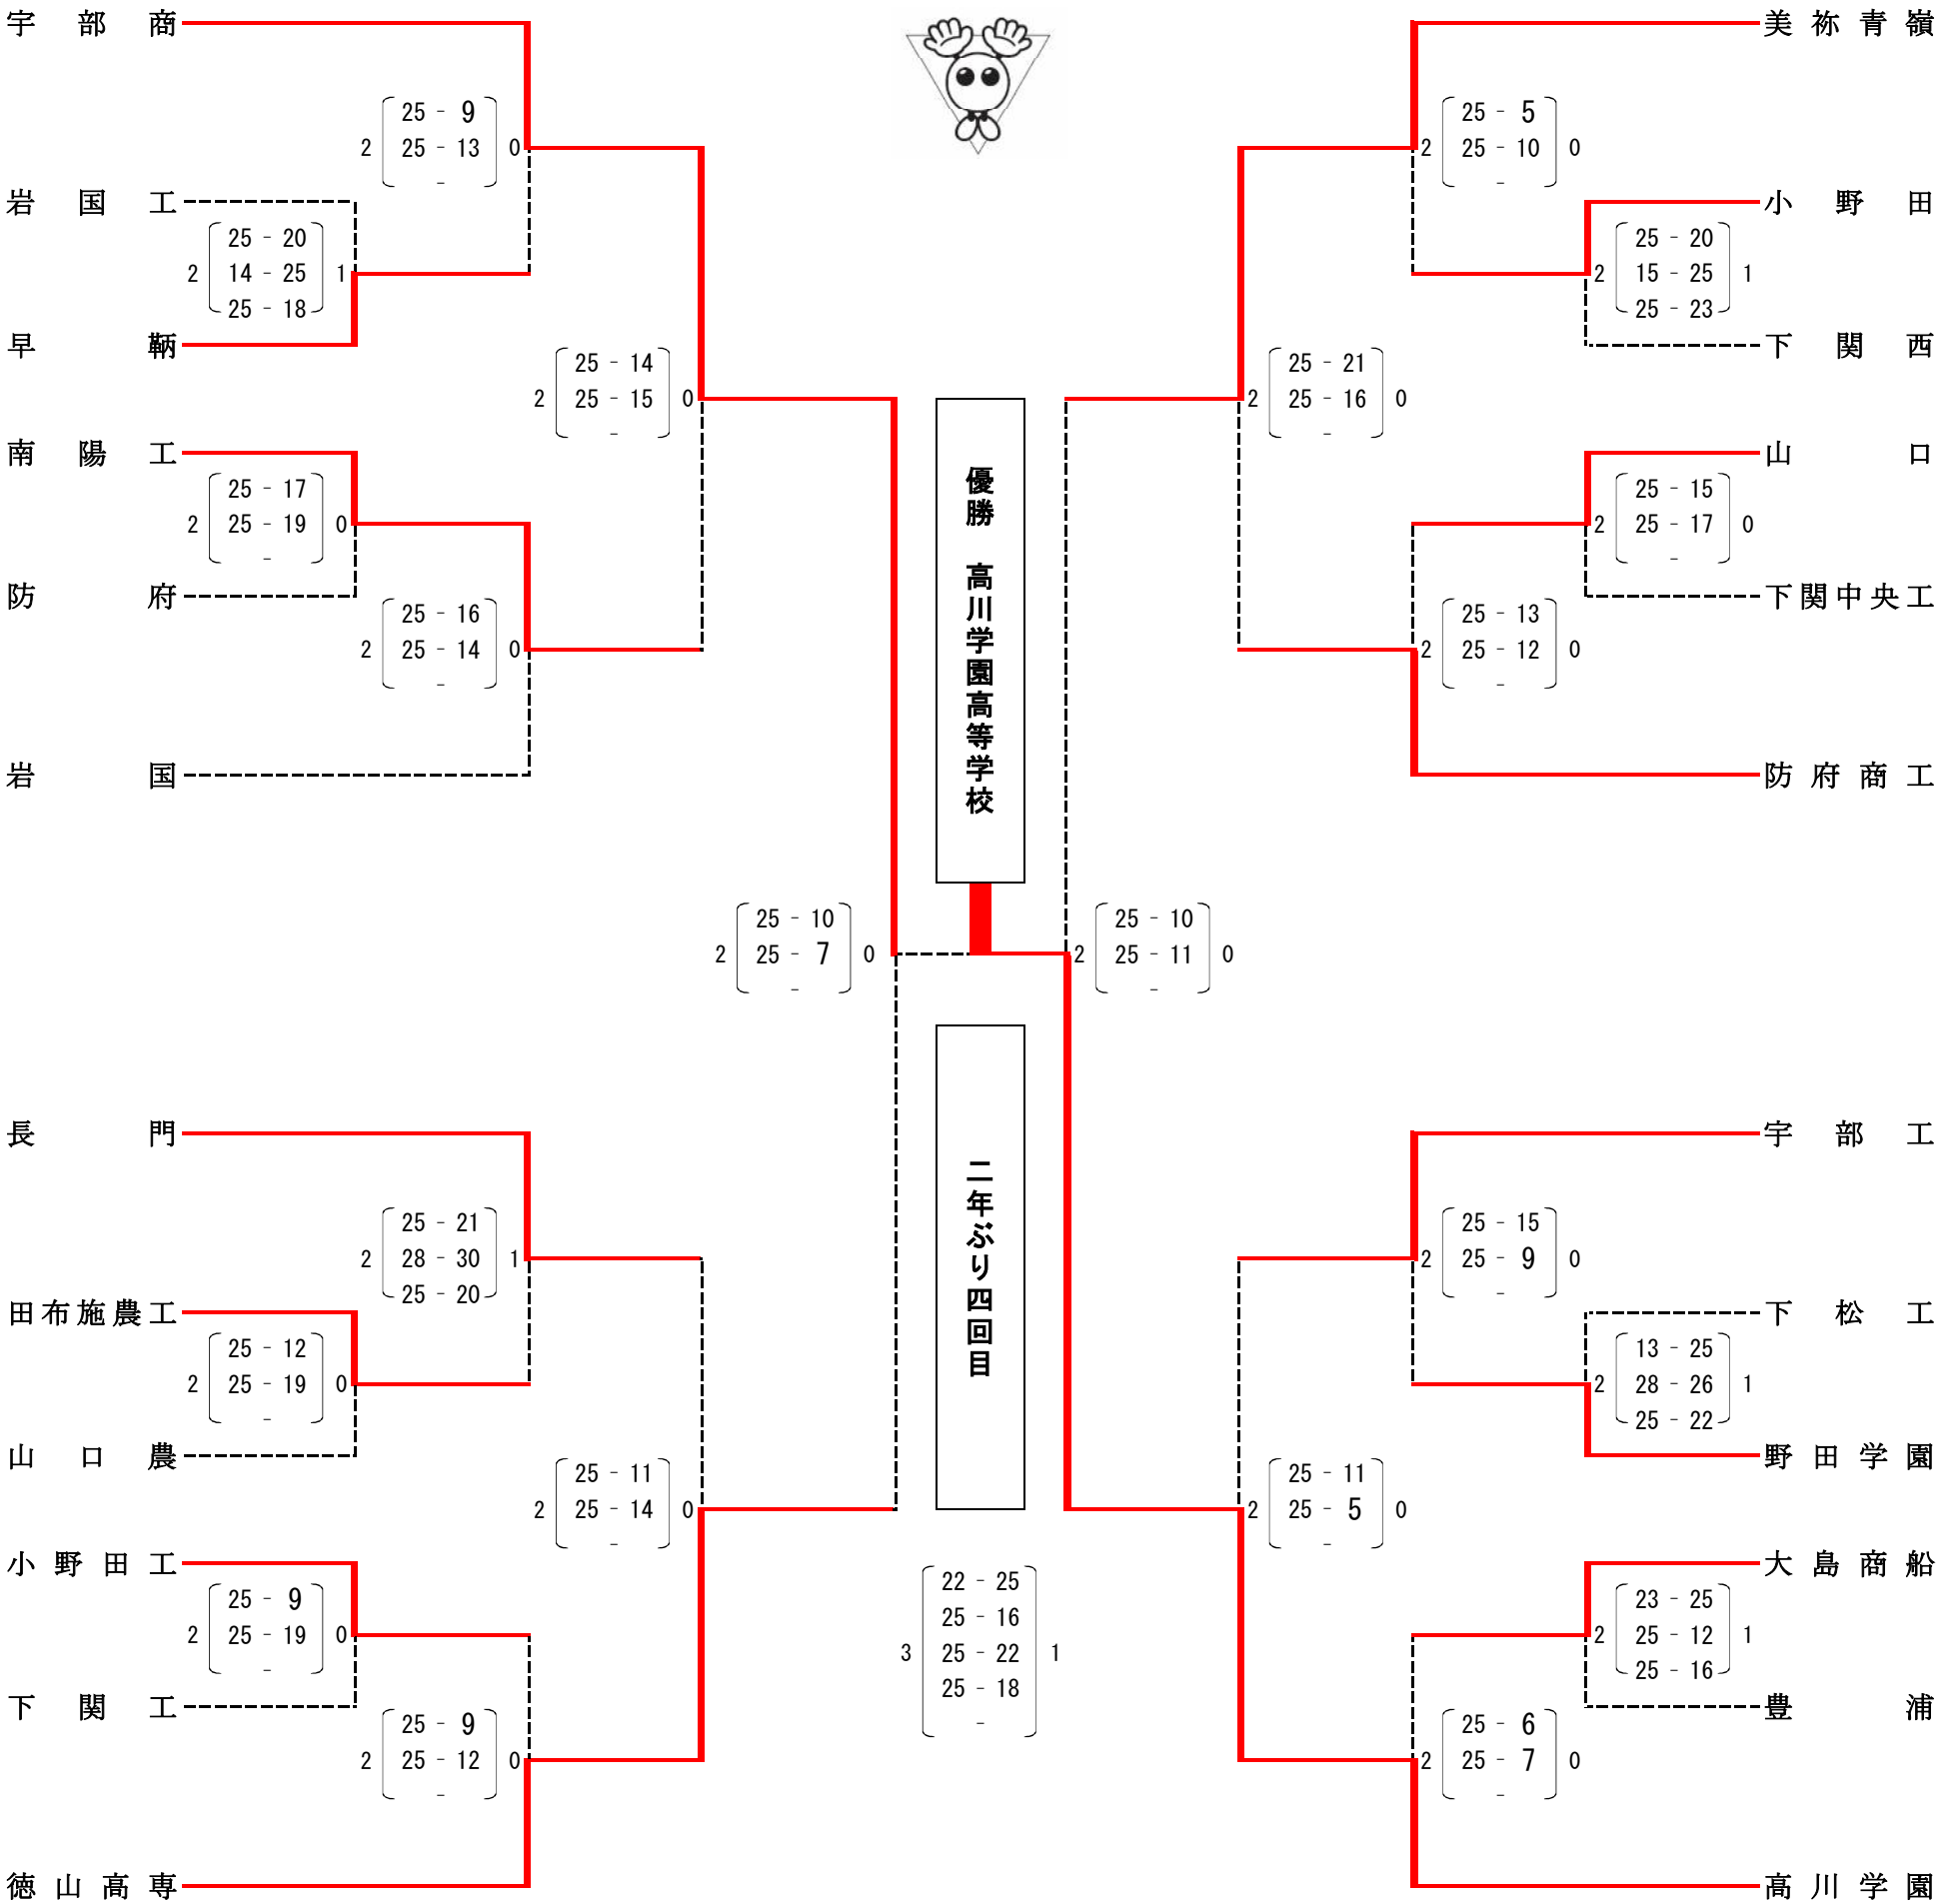 宇部商
25 - 9
2 25 - 13 0
-
岩国工
25 - 20
2 14 - 25 1
25 - 18
早鞆
25 - 14
2 25 - 15 0
-
南陽工
25 - 17
2 25 - 19 0
-
防府
25 - 16
2 25 - 14 0
-
岩国
25 - 10
2 25 - 7 0
-
長門
25 - 21
2 28 - 30 1
25 - 20
田布施農工
25 - 12
2 25 - 19 0
-
山口農
25 - 11
2 25 - 14 0
-
小野田工
25 - 9
2 25 - 19 0
-
下関工
25 - 9
2 25 - 12 0
-
徳山高専
優勝 高川学園高等学校
二年ぶり四回目
22 - 25
25 - 16
3 25 - 22 1
25 - 18
-
美祢青嶺
25 - 5
2 25 - 10 0
-
小野田
25 - 20
2 15 - 25 1
25 - 23
下関西
25 - 21
2 25 - 16 0
-
山口
25 - 15
2 25 - 17 0
-
下関中央工
25 - 13
2 25 - 12 0
-
防府商工
25 - 10
2 25 - 11 0
-
宇部工
25 - 15
2 25 - 9 0
-
下松工
13 - 25
2 28 - 26 1
25 - 22
野田学園
25 - 11
2 25 - 5 0
-
大島商船
23 - 25
2 25 - 12 1
25 - 16
豊浦
25 - 6
2 25 - 7 0
-
高川学園